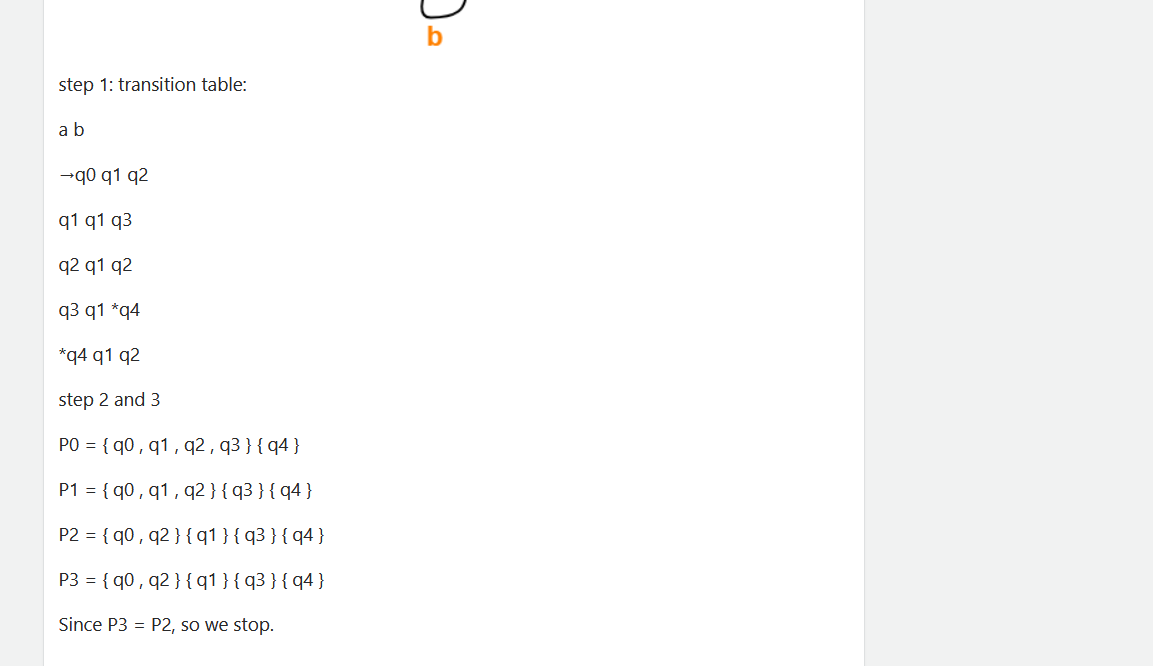 b
step 1: transition table:
a b
→q0 q1 q2
q1 q1 q3
q2 q1 q2
q3 q1 *q4
*q4 q1 q2
step 2 and 3
P0 = { q0 , q1 , q2 , q3 } { q4 }
P1 = { q0 , q1 , q2 } { q3 } { q4 }
P2 = { q0 , q2 } { q1 } { q3 } { q4 }
P3 = { q0 , q2 } { q1 } { q3 } { q4 }
Since P3 = P2, so we stop.